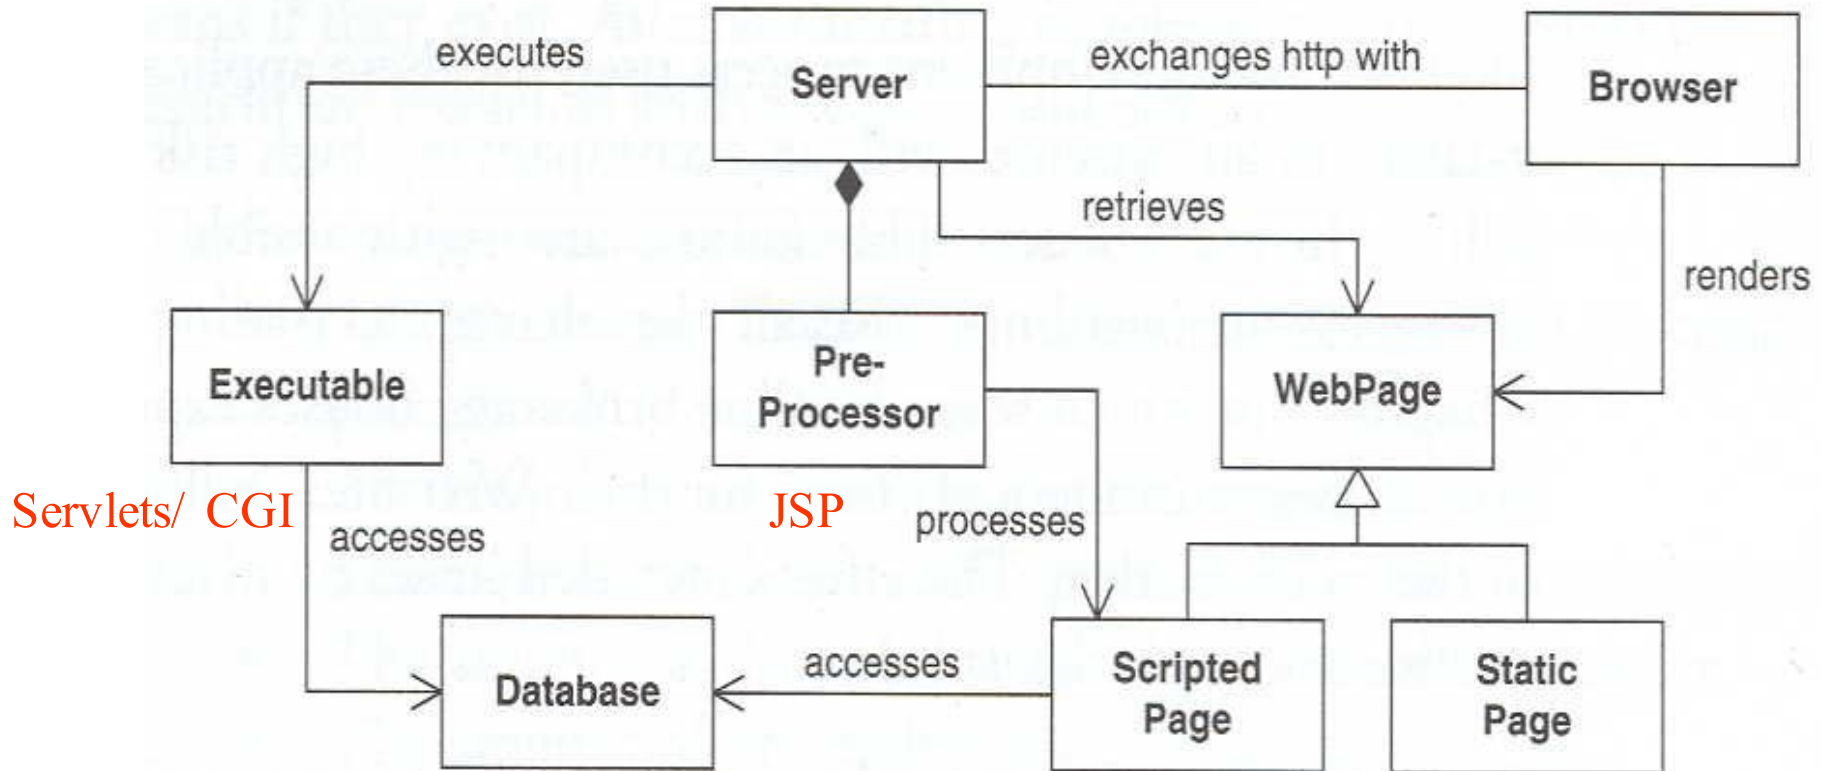 executes
Server
exchanges http with
Browser
retrieves
renders
Executable
Pre-
Processor
WebPage
Servlets/ CGI
accesses
JSP
processes
Database
accesses
Scripted
Page
Static
Page